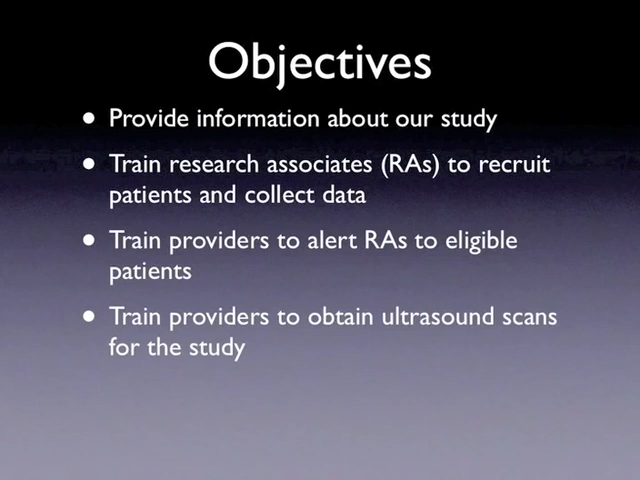 Objectives
• Provide information about our study
• Train research associates (RAs) to recruit
patients and collect data
• Train providers to alert RAs to eligible
patients
• Train providers to obtain ultrasound scans
for the study